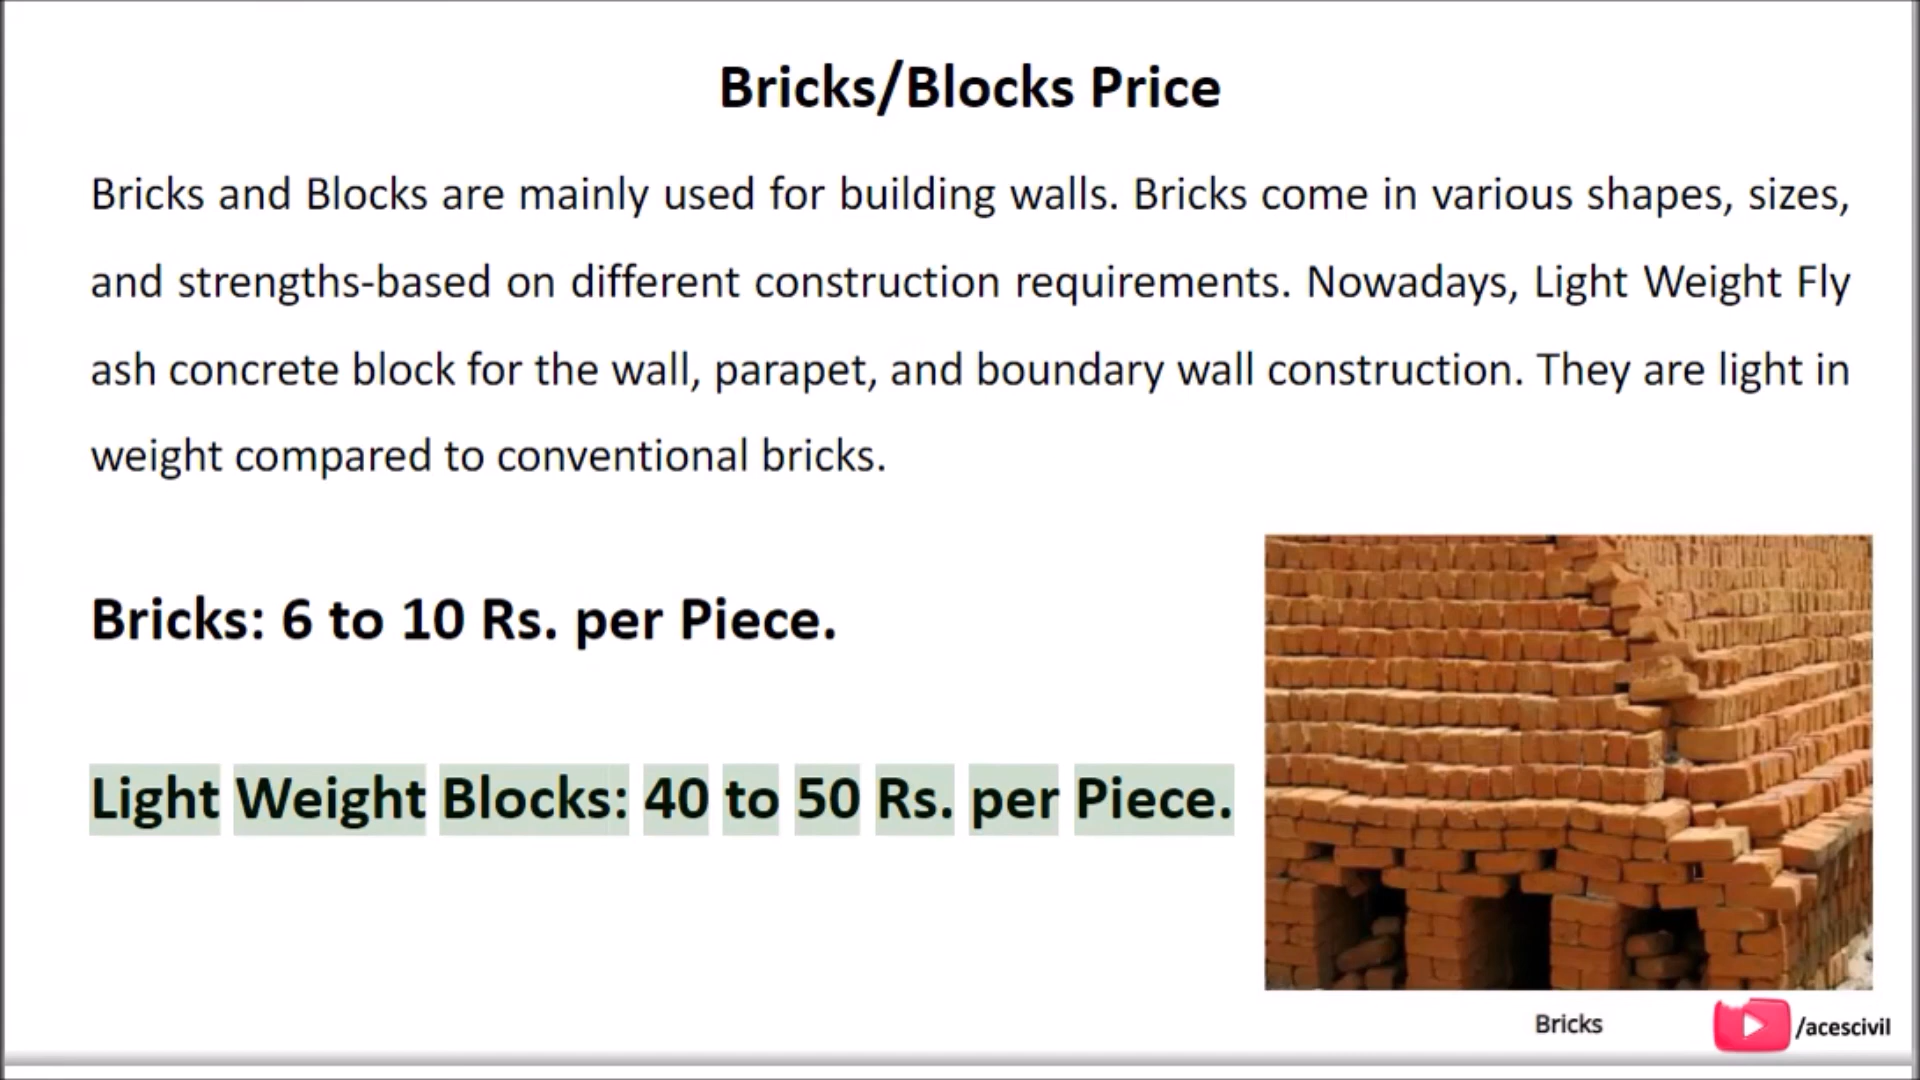 Bricks/Blocks Price
Bricks and Blocks are mainly used for building walls. Bricks come in various shapes, sizes,
and strengths-based on different construction requirements. Nowadays, Light Weight Fly
ash concrete block for the wall, parapet, and boundary wall construction. They are light in
weight compared to conventional bricks.
Bricks: 6 to 10 Rs. per Piece.
Light Weight Blocks: 40 to 50 Rs. per Piece.
Bricks
/acescivil